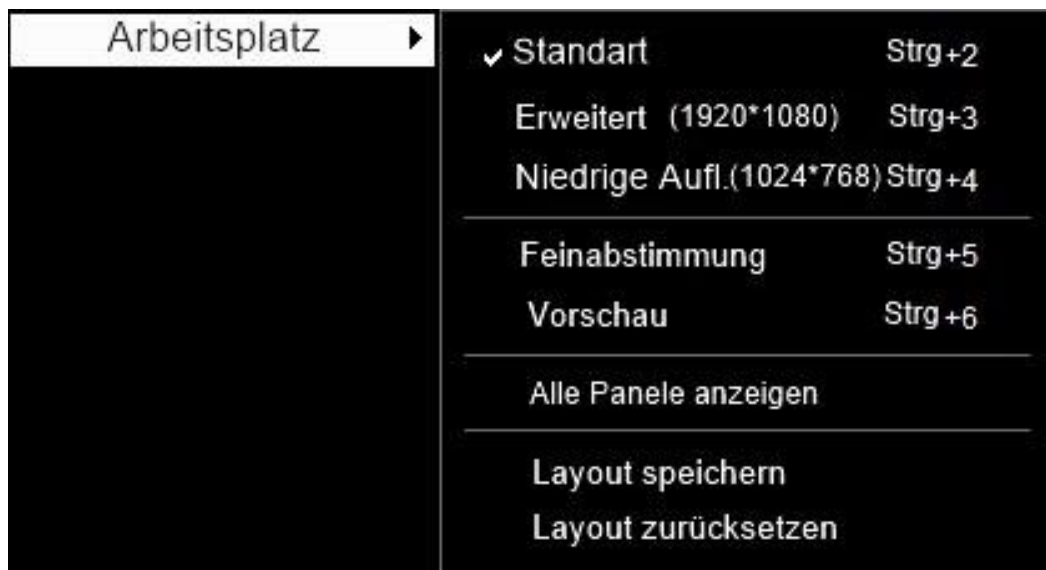 Arbeitsplatz
Standart Strg+2
Erweitert (1920*1080) Strg+3
Niedrige Aufl.(1024*768) Strg+4
Feinabstimmung Strg+5
Vorschau Strg+6
Alle Panele anzeigen
Layout speichern
Layout zurücksetzen